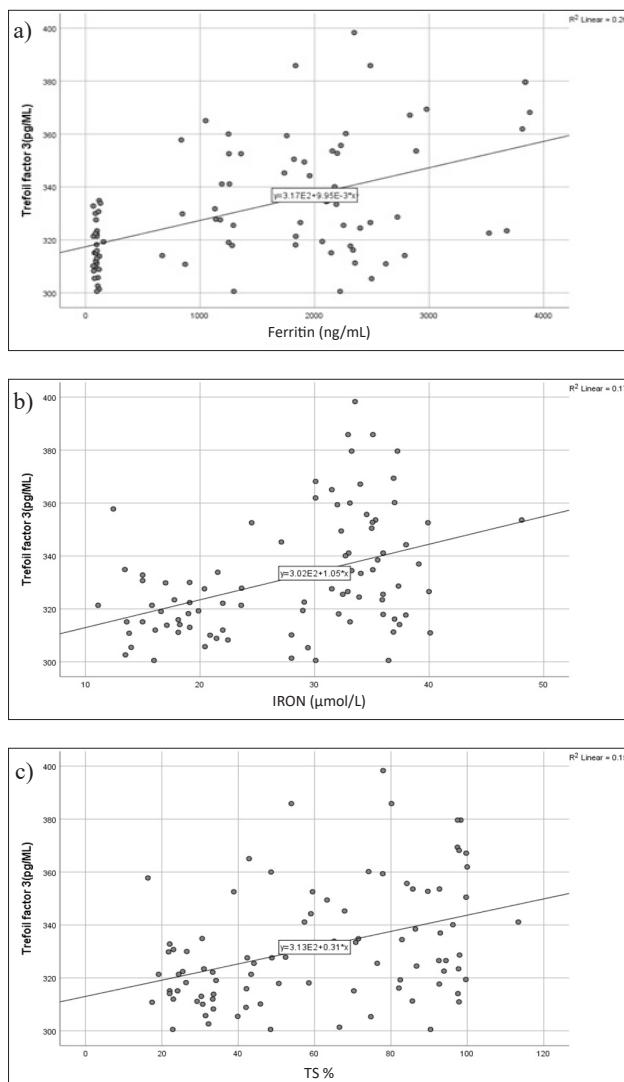 a)
R² Linear = 0.20
400
380
360
340
320
300
Trefoil factor 3(pg/ML)
y=3.17E2+9.95E-3*x
0
1000
2000
3000
4000
Ferritin (ng/mL)
b)
R² Linear = 0.17
400
380
360
340
320
300
Trefoil factor 3(pg/ML)
y=3.02E2+1.05*x
10
20
30
40
50
IRON (µmol/L)
c)
R² Linear = 0.15
400
380
360
340
320
300
Trefoil factor 3(pg/ML)
y=3.13E2+0.31*x
0
20
40
60
80
100
120
TS %